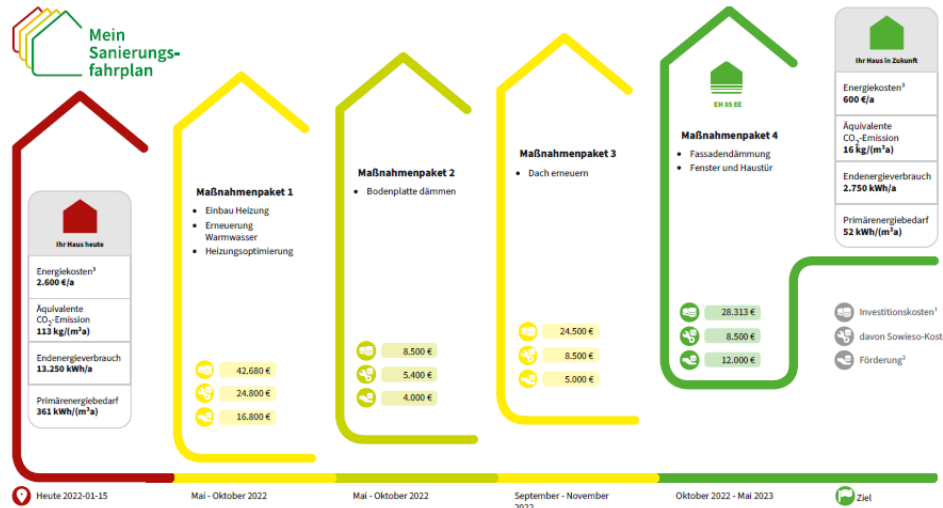 Mein
Sanierungs-
fahrplan
Ihr Haus heute
Energiekosten³
2.600 €/a
Äquivalente
CO₂-Emission
113 kg/(m²a)
Endenergieverbrauch
13.250 kWh/a
Primärenergiebedarf
361 kWh/(m²a)
Maßnahmenpaket 1
• Einbau Heizung
• Erneuerung
Warmwasser
• Heizungsoptimierung
42.680 €
24.800 €
16.800 €
Maßnahmenpaket 2
• Bodenplatte dämmen
8.500 €
5.400 €
4.000 €
Maßnahmenpaket 3
• Dach erneuern
24.500 €
8.500 €
5.000 €
EH 85 EE
Maßnahmenpaket 4
• Fassadendämmung
• Fenster und Haustür
28.313 €
8.500 €
12.000 €
Ihr Haus in Zukunft
Energiekosten³
600 €/a
Äquivalente
CO₂-Emission
16 kg/(m²a)
Endenergieverbrauch
2.750 kWh/a
Primärenergiebedarf
52 kWh/(m²a)
Investitionskosten¹
davon Sowieso-Kost
Förderung²
Heute 2022-01-15
Mai - Oktober 2022
Mai - Oktober 2022
September - November
2022
Oktober 2022 - Mai 2023
Ziel